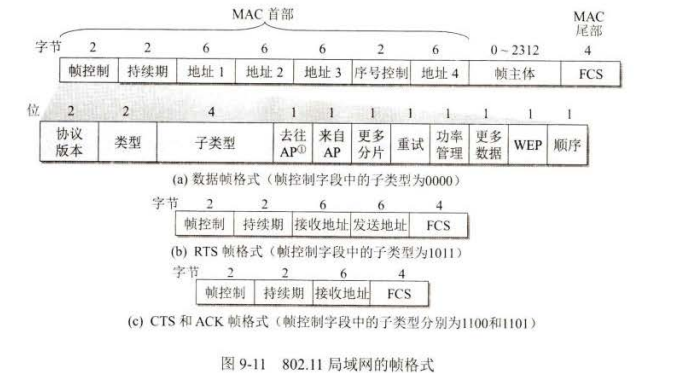 MAC 首部
MAC
尾部
字节 2 2 6 6 6 2 6 0~2312 4
帧控制 持续期 地址 1 地址 2 地址 3 序号控制 地址 4 帧主体 FCS
位 2 2 4 1 1 1 1 1 1 1 1
协议版本 类型 子类型 去往AP① 来自AP 更多分片 重试 功率管理 更多数据 WEP 顺序
(a) 数据帧格式（帧控制字段中的子类型为0000）
字节 2 2 6 6 4
帧控制 持续期 接收地址 发送地址 FCS
(b) RTS 帧格式（帧控制字段中的子类型为1011）
字节 2 2 6 4
帧控制 持续期 接收地址 FCS
(c) CTS 和 ACK 帧格式（帧控制字段中的子类型分别为1100和1101）
图 9-11 802.11 局域网的帧格式